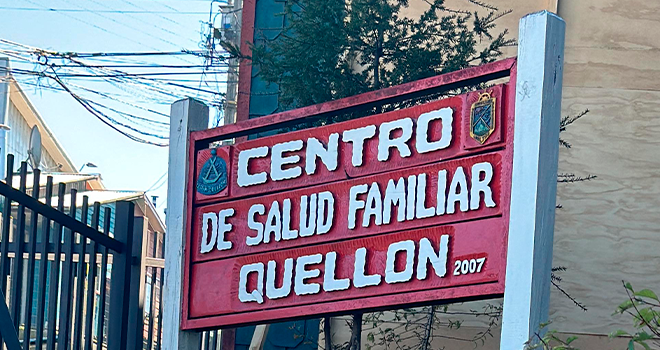 CENTRO
DE SALUD FAMILIAR
QUELLON 2007